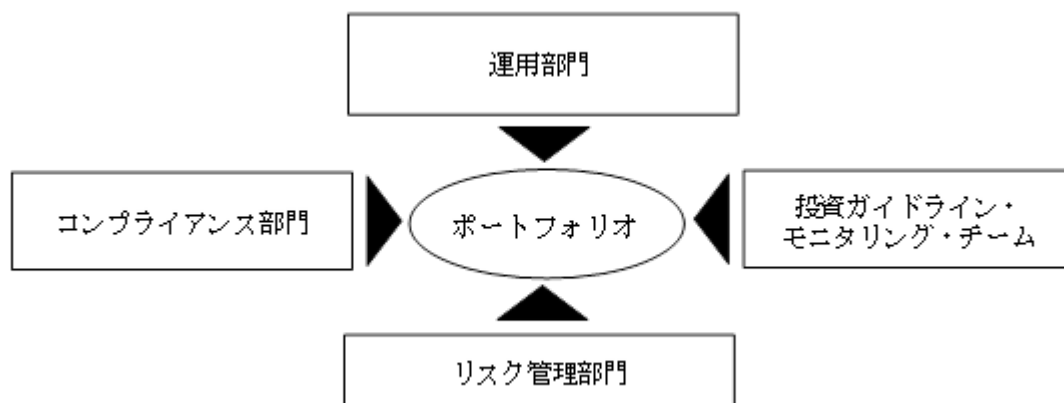 運用部門
コンプライアンス部門
ポートフォリオ
投資ガイドライン・
モニタリング・チーム
リスク管理部門